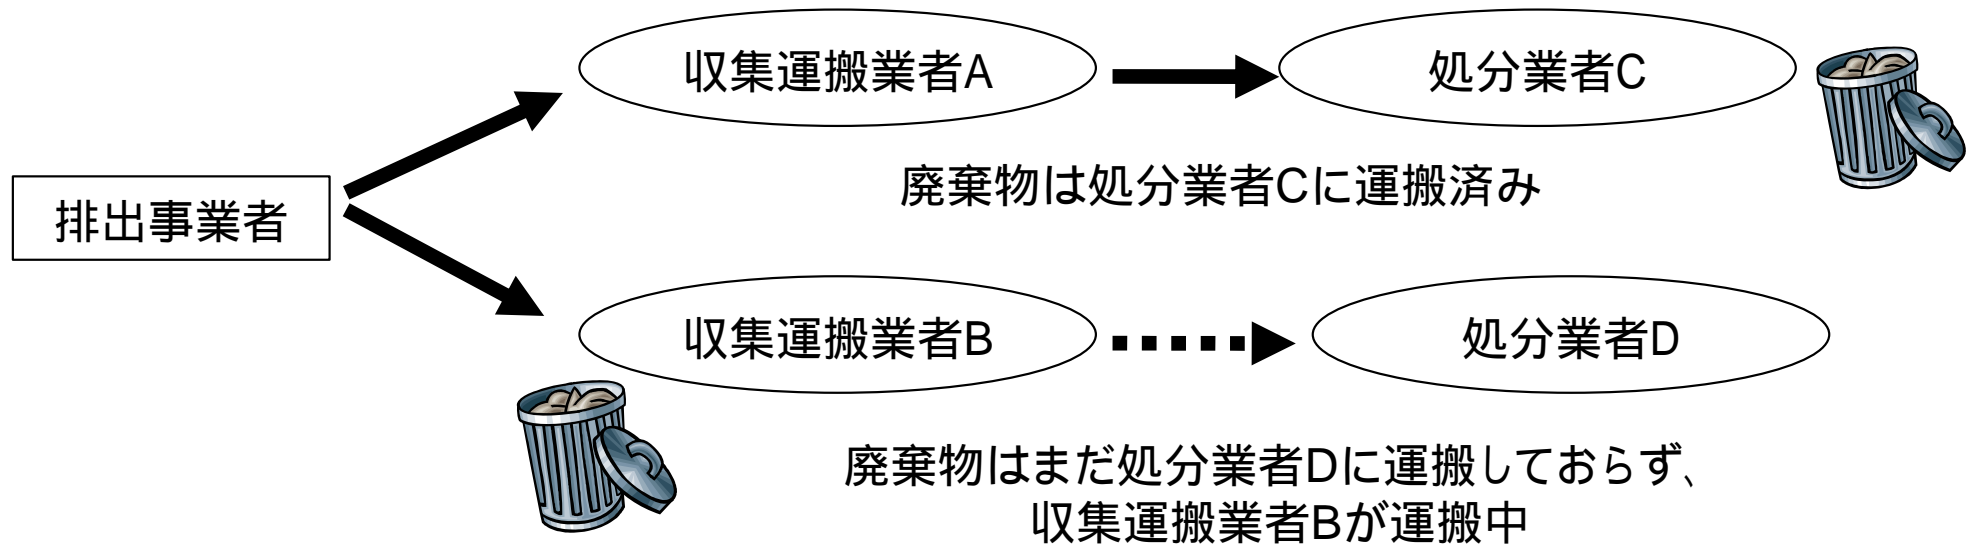 収集運搬業者A
処分業者C
廃棄物は処分業者Cに運搬済み
排出事業者
収集運搬業者B
処分業者D
廃棄物はまだ処分業者Dに運搬しておらず、
収集運搬業者Bが運搬中